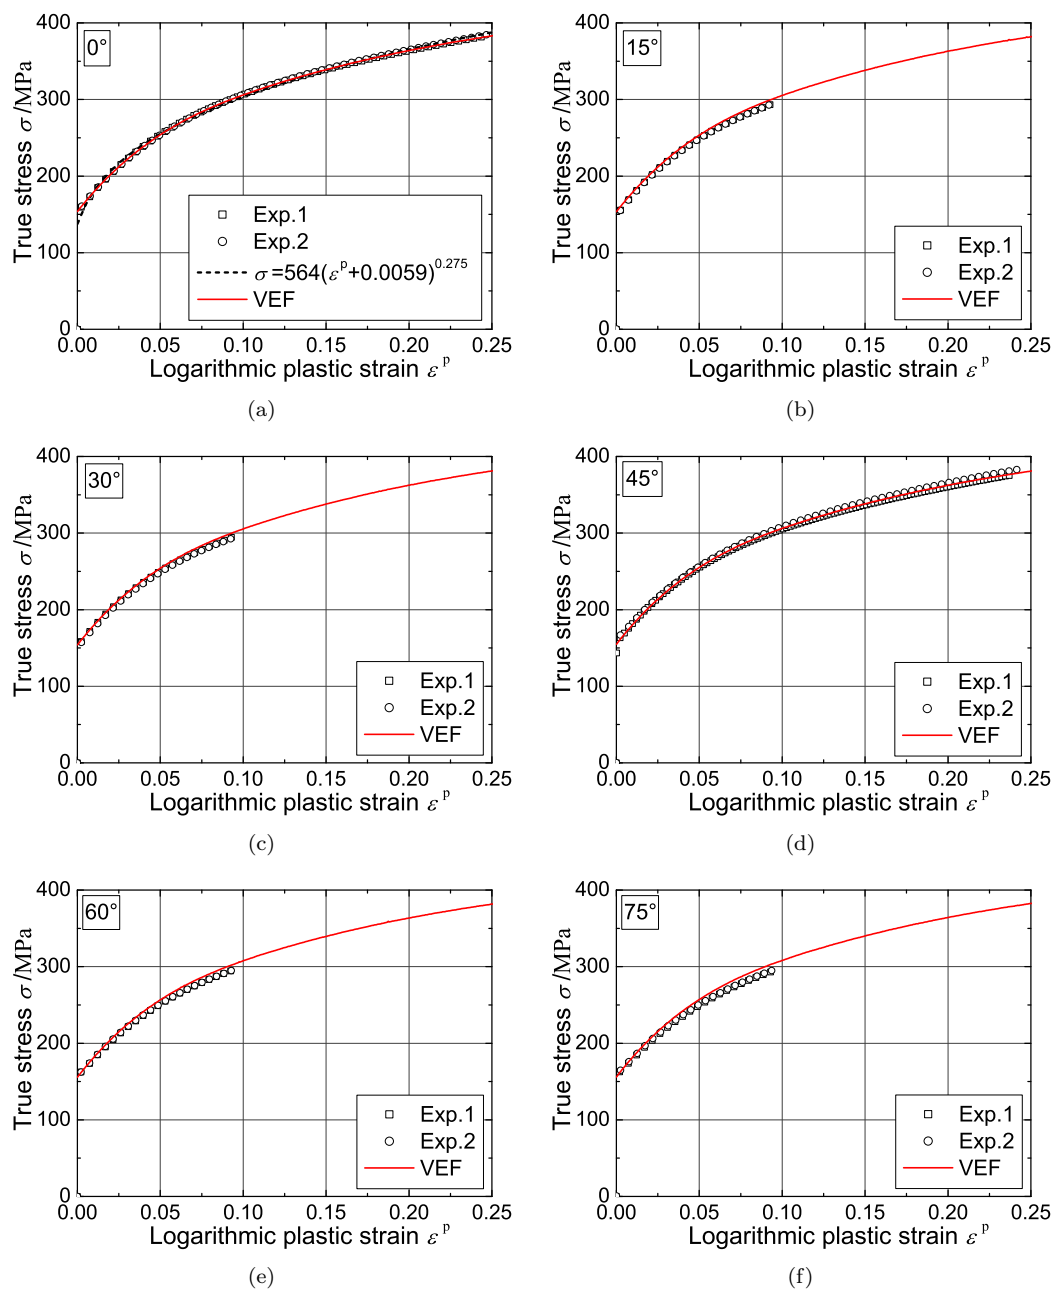 400
300
200
100
0
True stress σ /MPa
0°
Exp.1
Exp.2
σ=564(εᵖ+0.0059)^0.275
VEF
0.00 0.05 0.10 0.15 0.20 0.25
Logarithmic plastic strain ε ᵖ
(a)
400
300
200
100
0
True stress σ /MPa
15°
Exp.1
Exp.2
VEF
0.00 0.05 0.10 0.15 0.20 0.25
Logarithmic plastic strain ε ᵖ
(b)
400
300
200
100
0
True stress σ /MPa
30°
Exp.1
Exp.2
VEF
0.00 0.05 0.10 0.15 0.20 0.25
Logarithmic plastic strain ε ᵖ
(c)
400
300
200
100
0
True stress σ /MPa
45°
Exp.1
Exp.2
VEF
0.00 0.05 0.10 0.15 0.20 0.25
Logarithmic plastic strain ε ᵖ
(d)
400
300
200
100
0
True stress σ /MPa
60°
Exp.1
Exp.2
VEF
0.00 0.05 0.10 0.15 0.20 0.25
Logarithmic plastic strain ε ᵖ
(e)
400
300
200
100
0
True stress σ /MPa
75°
Exp.1
Exp.2
VEF
0.00 0.05 0.10 0.15 0.20 0.25
Logarithmic plastic strain ε ᵖ
(f)